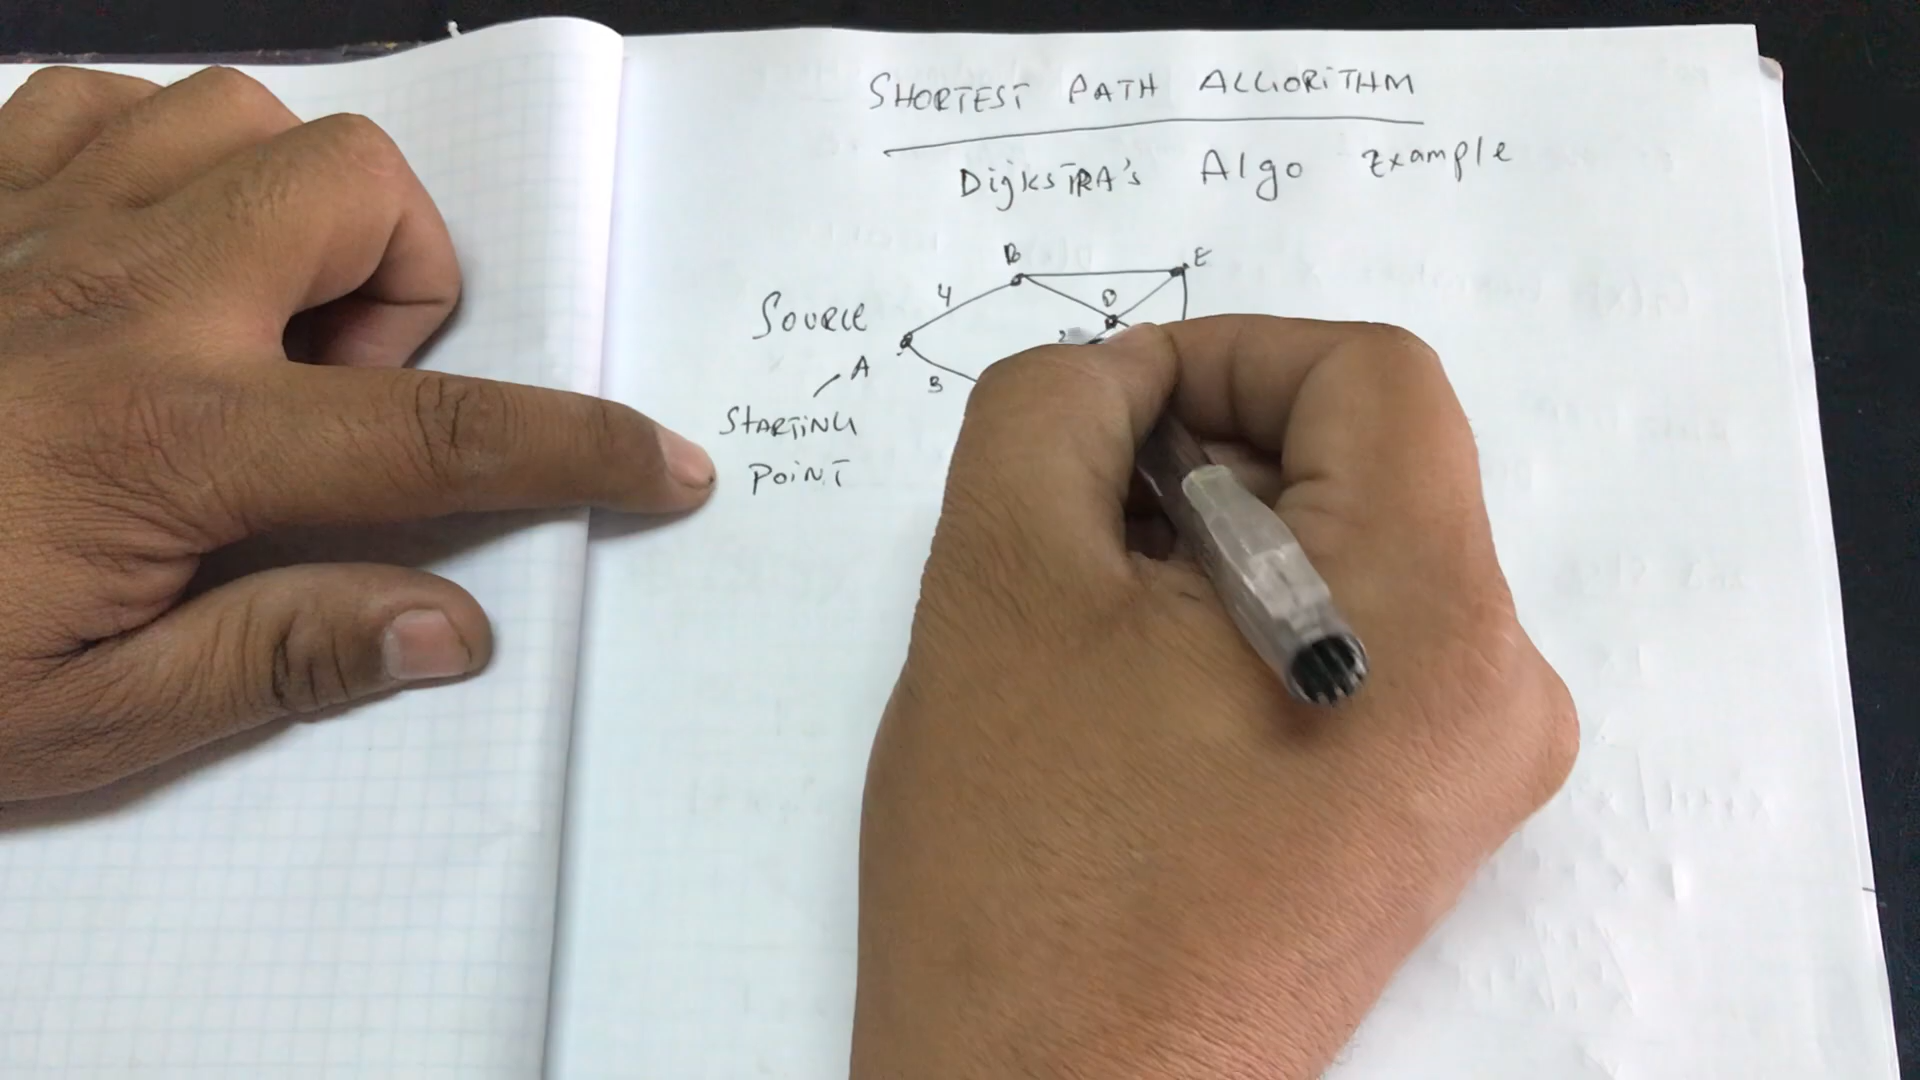 SHORTEST PATH ALGORITHM
DijkSTRA's Algo Example
B E
4 D
Source
2
A
3
STARTING
POINT